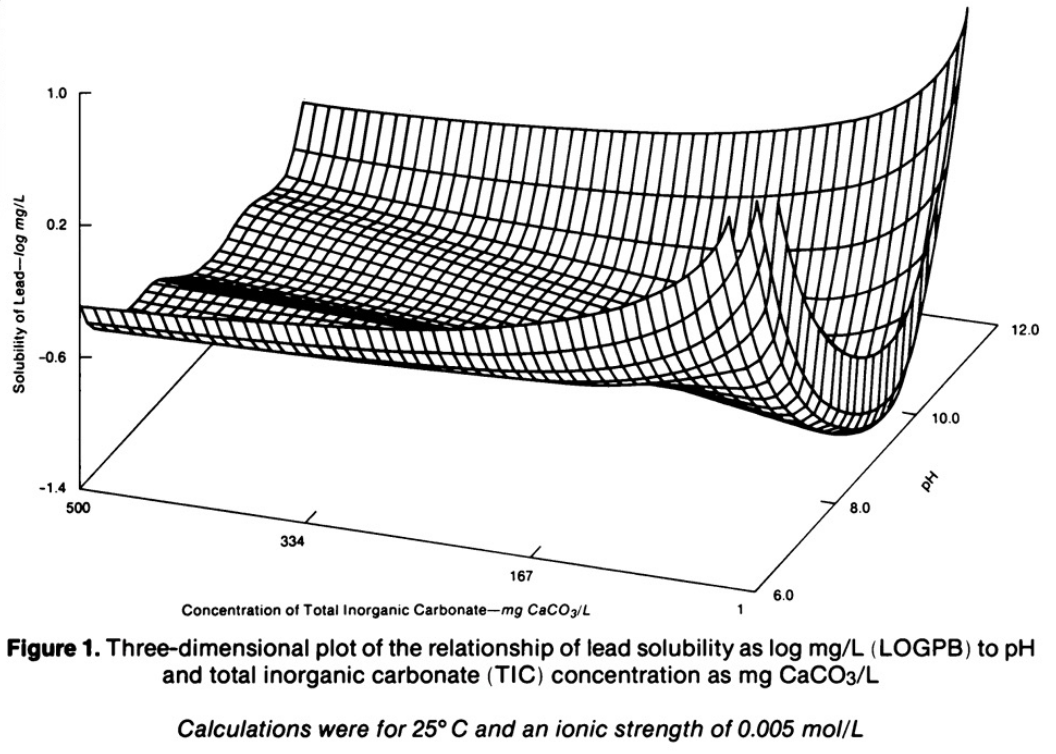 1.0
0.2
-0.6
-1.4
Solubility of Lead—log mg/L
500
334
167
1
Concentration of Total Inorganic Carbonate—mg CaCO3/L
6.0
8.0
10.0
12.0
pH
Figure 1. Three-dimensional plot of the relationship of lead solubility as log mg/L (LOGPB) to pH
and total inorganic carbonate (TIC) concentration as mg CaCO3/L
Calculations were for 25° C and an ionic strength of 0.005 mol/L